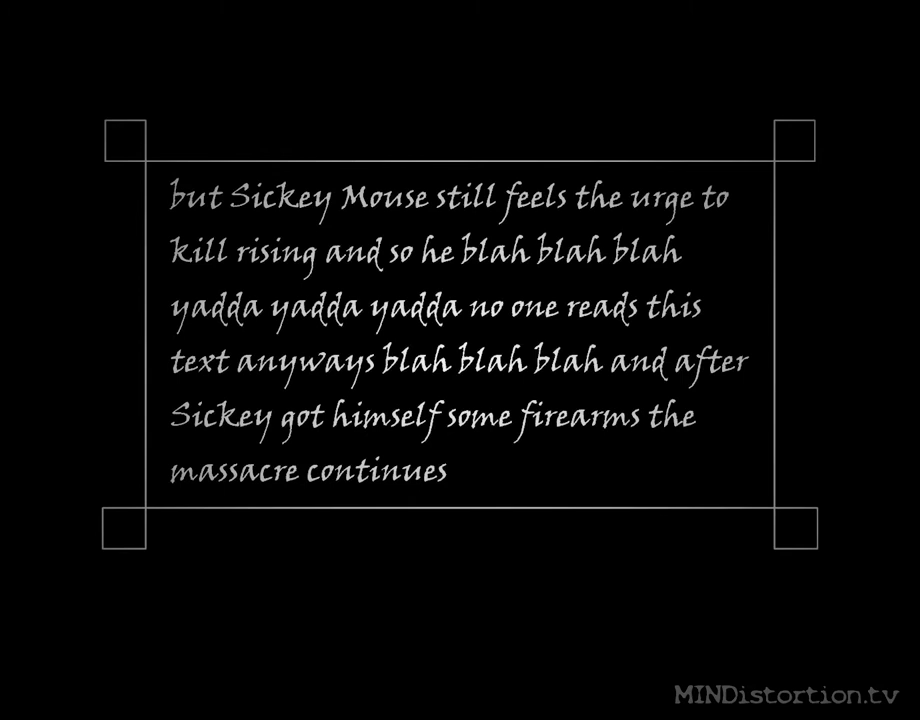 but Sickey Mouse still feels the urge to
kill rising and so he blah blah blah
yadda yadda yadda no one reads this
text anyways blah blah blah and after
Sickey got himself some firearms the
massacre continues
MINDistortion.tv